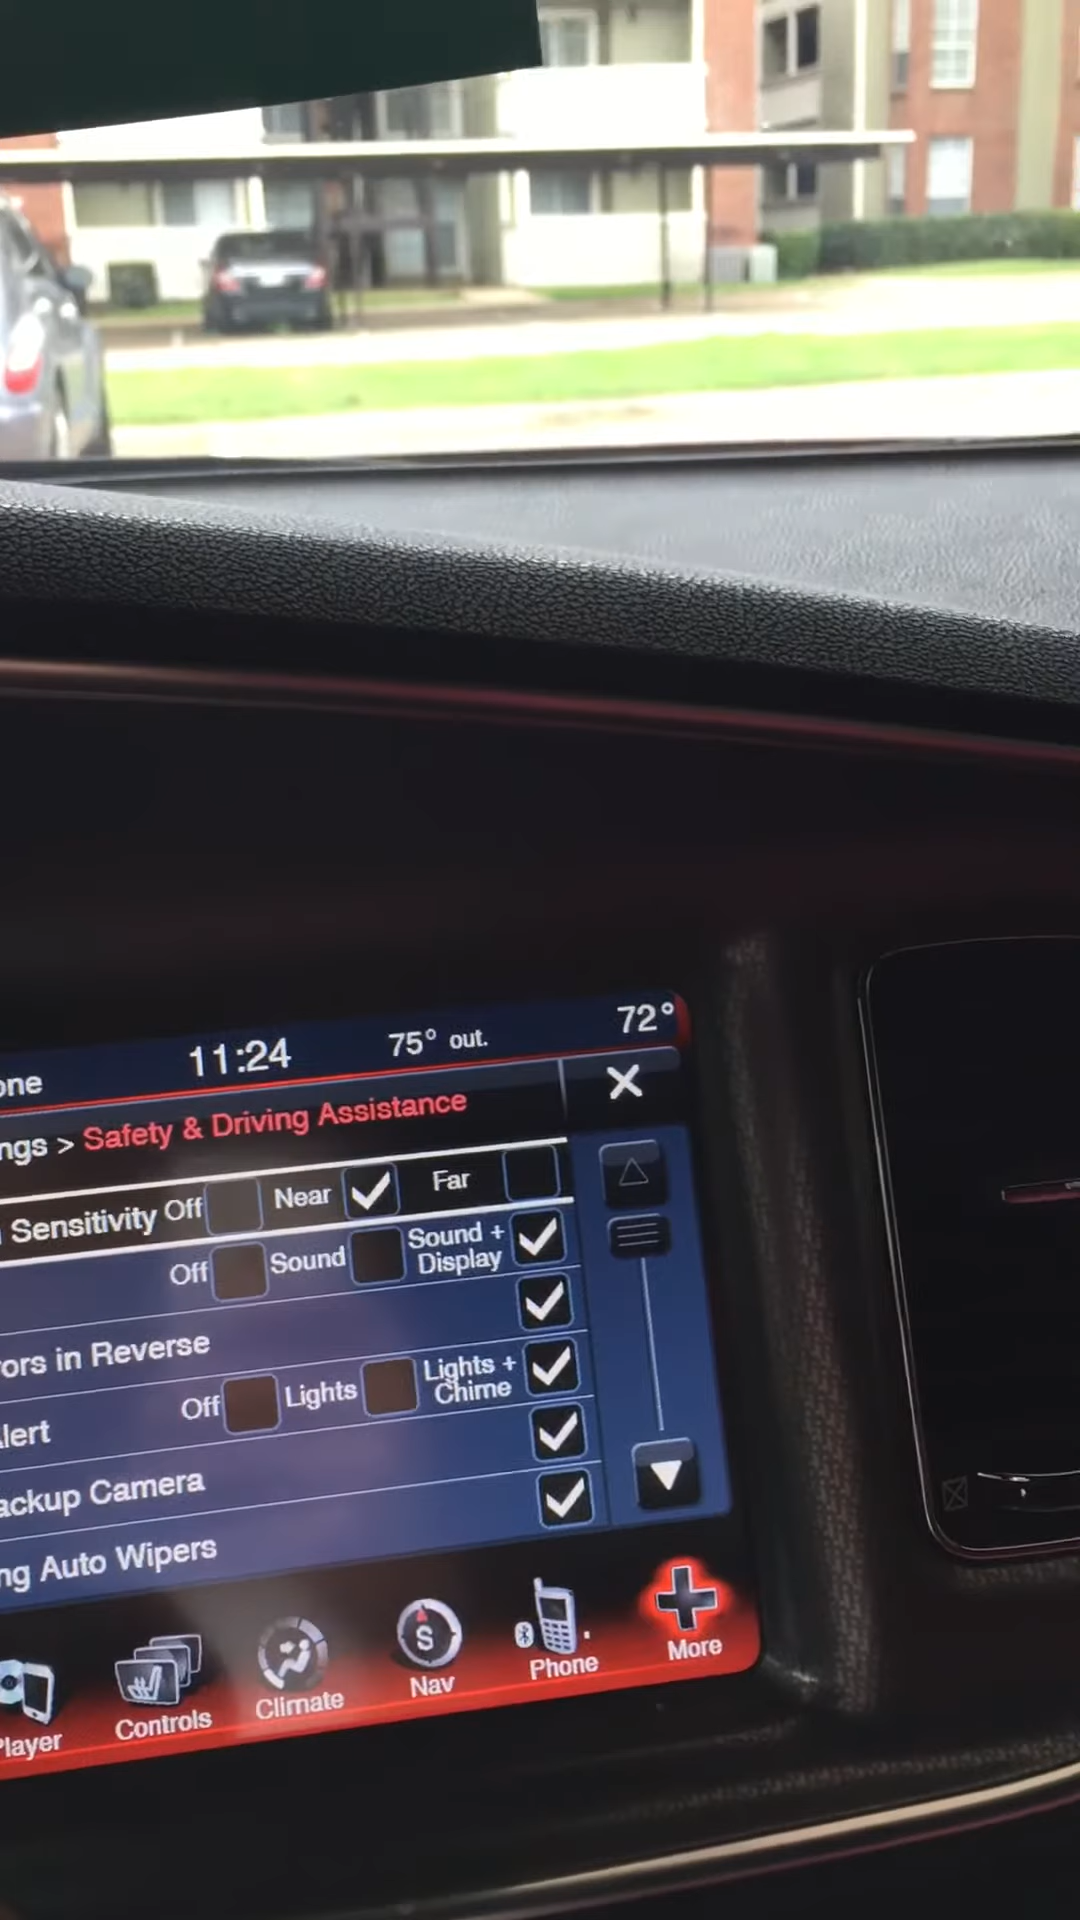 one 11:24 75° out. 72°
ngs > Safety & Driving Assistance
Sensitivity Off Near Far
Off Sound Sound +
Display
ors in Reverse
Off Lights Lights +
Chime
lert
ackup Camera
ng Auto Wipers
Player Controls Climate S Nav Phone More